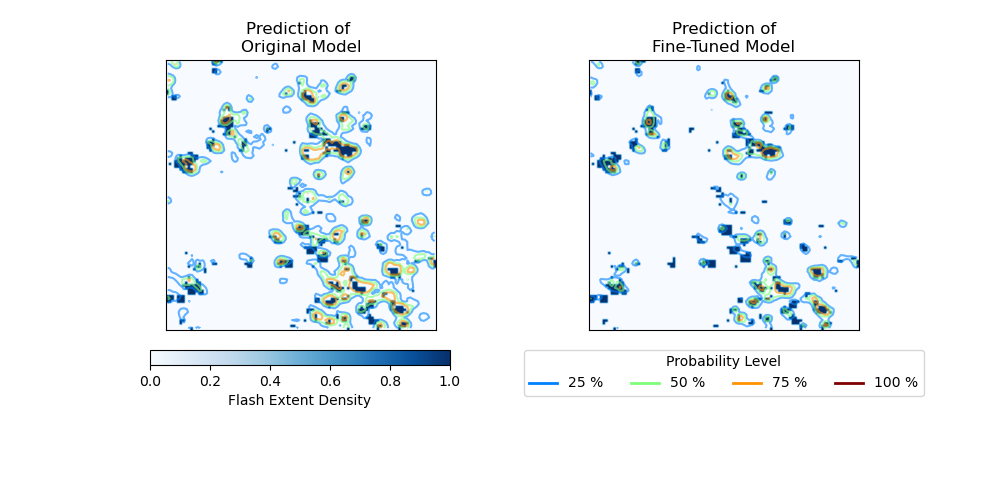 Prediction of
Original Model
Prediction of
Fine-Tuned Model
0.0 0.2 0.4 0.6 0.8 1.0
Flash Extent Density
Probability Level
25 % 50 % 75 % 100 %